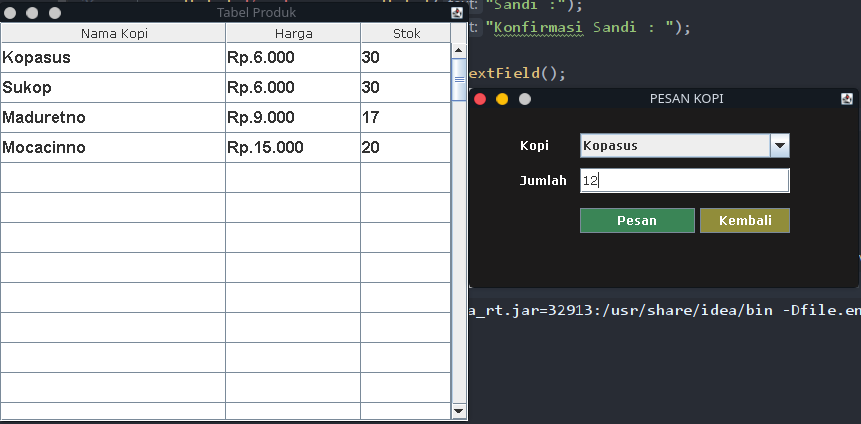 Tabel Produk
Nama Kopi Harga Stok
Kopasus Rp.6.000 30
Sukop Rp.6.000 30
Maduretno Rp.9.000 17
Mocacinno Rp.15.000 20
"Sandi :");
"Konfirmasi Sandi : ");
extField();
PESAN KOPI
Kopi Kopasus
Jumlah 12
Pesan Kembali
a_rt.jar=32913:/usr/share/idea/bin -Dfile.en